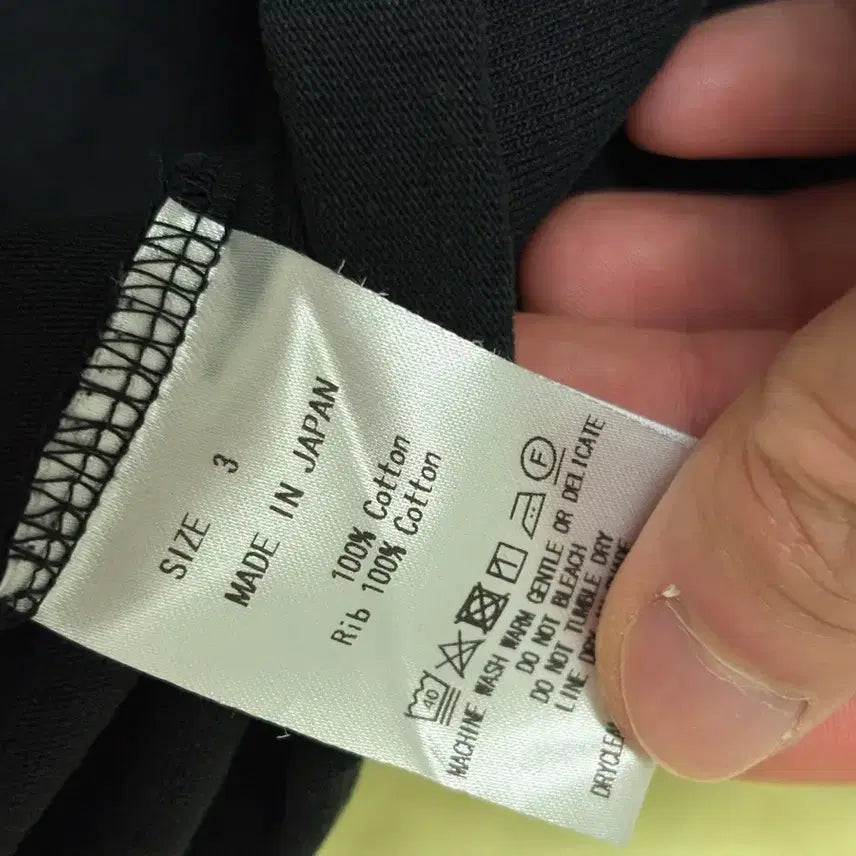 SIZE 3
MADE IN JAPAN
100% Cotton
Rib 100% Cotton
40 F
MACHINE WASH WARM GENTLE OR DELICATE
DO NOT BLEACH
DO NOT TUMBLE DRY
LINE